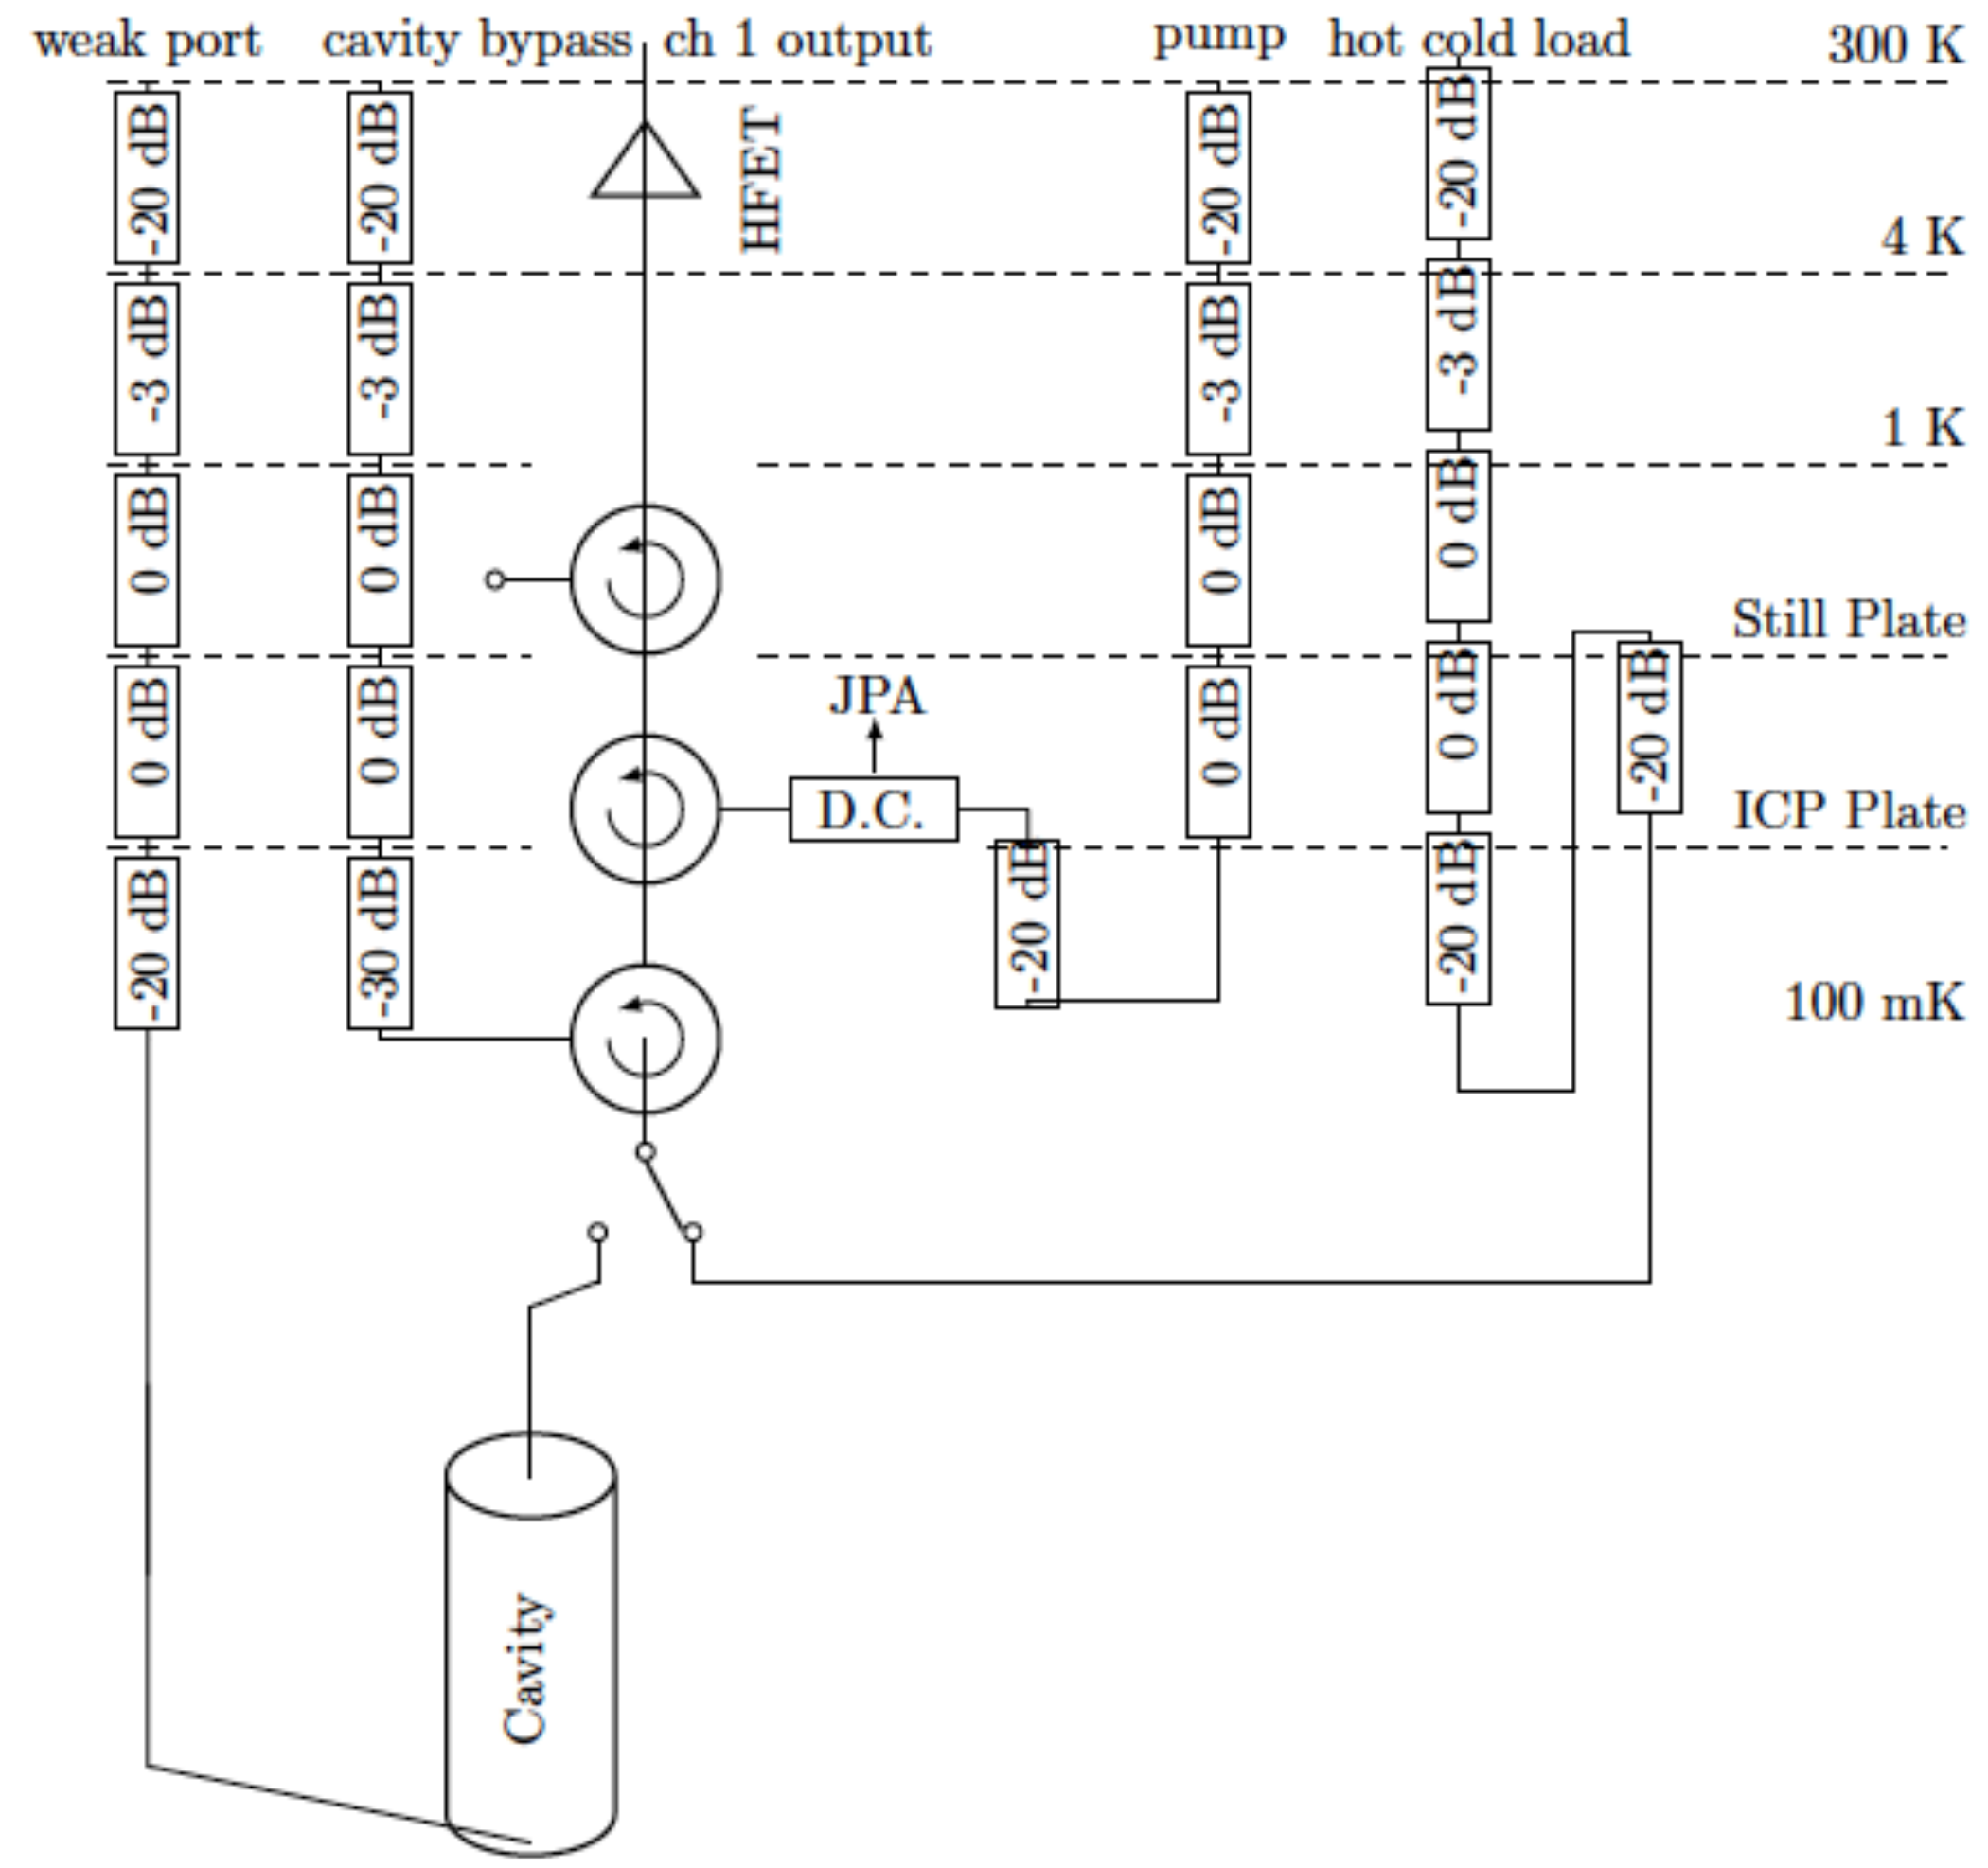 weak port
cavity bypass
ch 1 output
pump
hot cold load
300 K
-20 dB
-20 dB
HFET
-20 dB
-20 dB
4 K
-3 dB
-3 dB
-3 dB
-3 dB
1 K
0 dB
0 dB
0 dB
0 dB
Still Plate
0 dB
0 dB
JPA
D.C.
0 dB
0 dB
-20 dB
ICP Plate
-20 dB
-30 dB
-20 dB
-20 dB
100 mK
Cavity